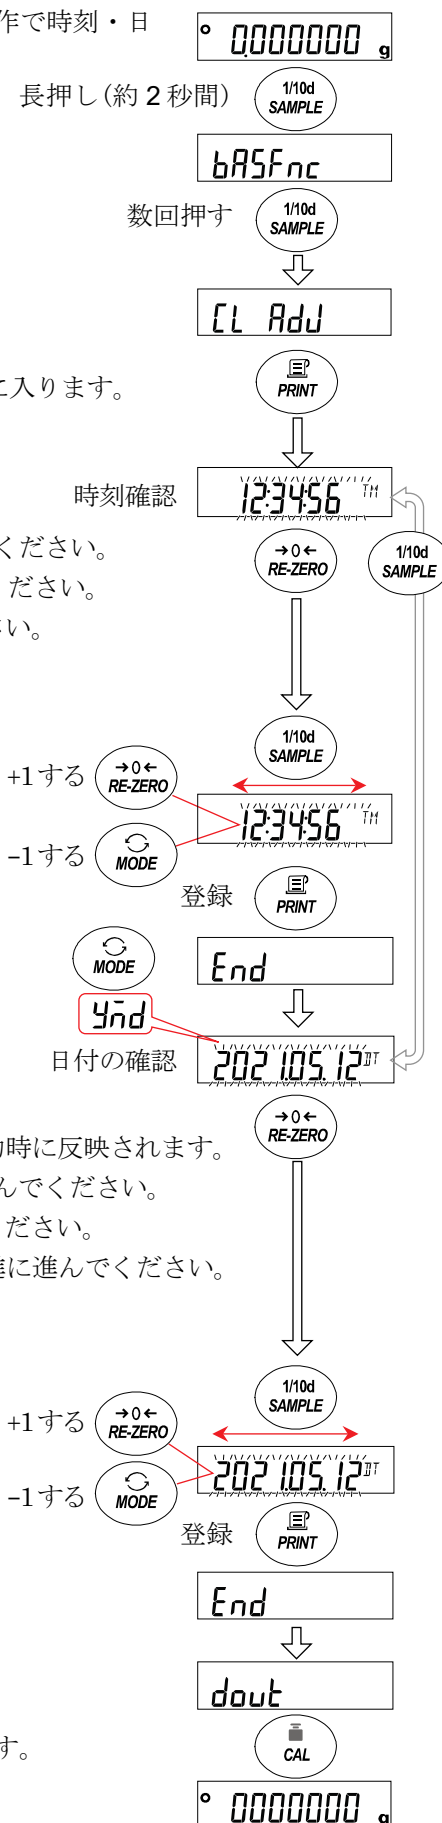 作で時刻・日
0.000000 g
長押し(約 2 秒間)
1/10d
SAMPLE
bASFnc
数回押す
1/10d
SAMPLE
CL AdJ
に入ります。
PRINT
時刻確認
12:34:56 TM
ください。
→0←
RE-ZERO
1/10d
SAMPLE
ください。
さい。
1/10d
SAMPLE
+1する
→0←
RE-ZERO
12:34:56 TM
−1する
MODE
登録
PRINT
MODE
End
ymd
日付の確認
2021.05.12 DT
→0←
RE-ZERO
時に反映されます。
んでください。
ください。
に進んでください。
1/10d
SAMPLE
+1する
→0←
RE-ZERO
2021.05.12 DT
−1する
MODE
登録
PRINT
End
dout
す。
CAL
0000000 g